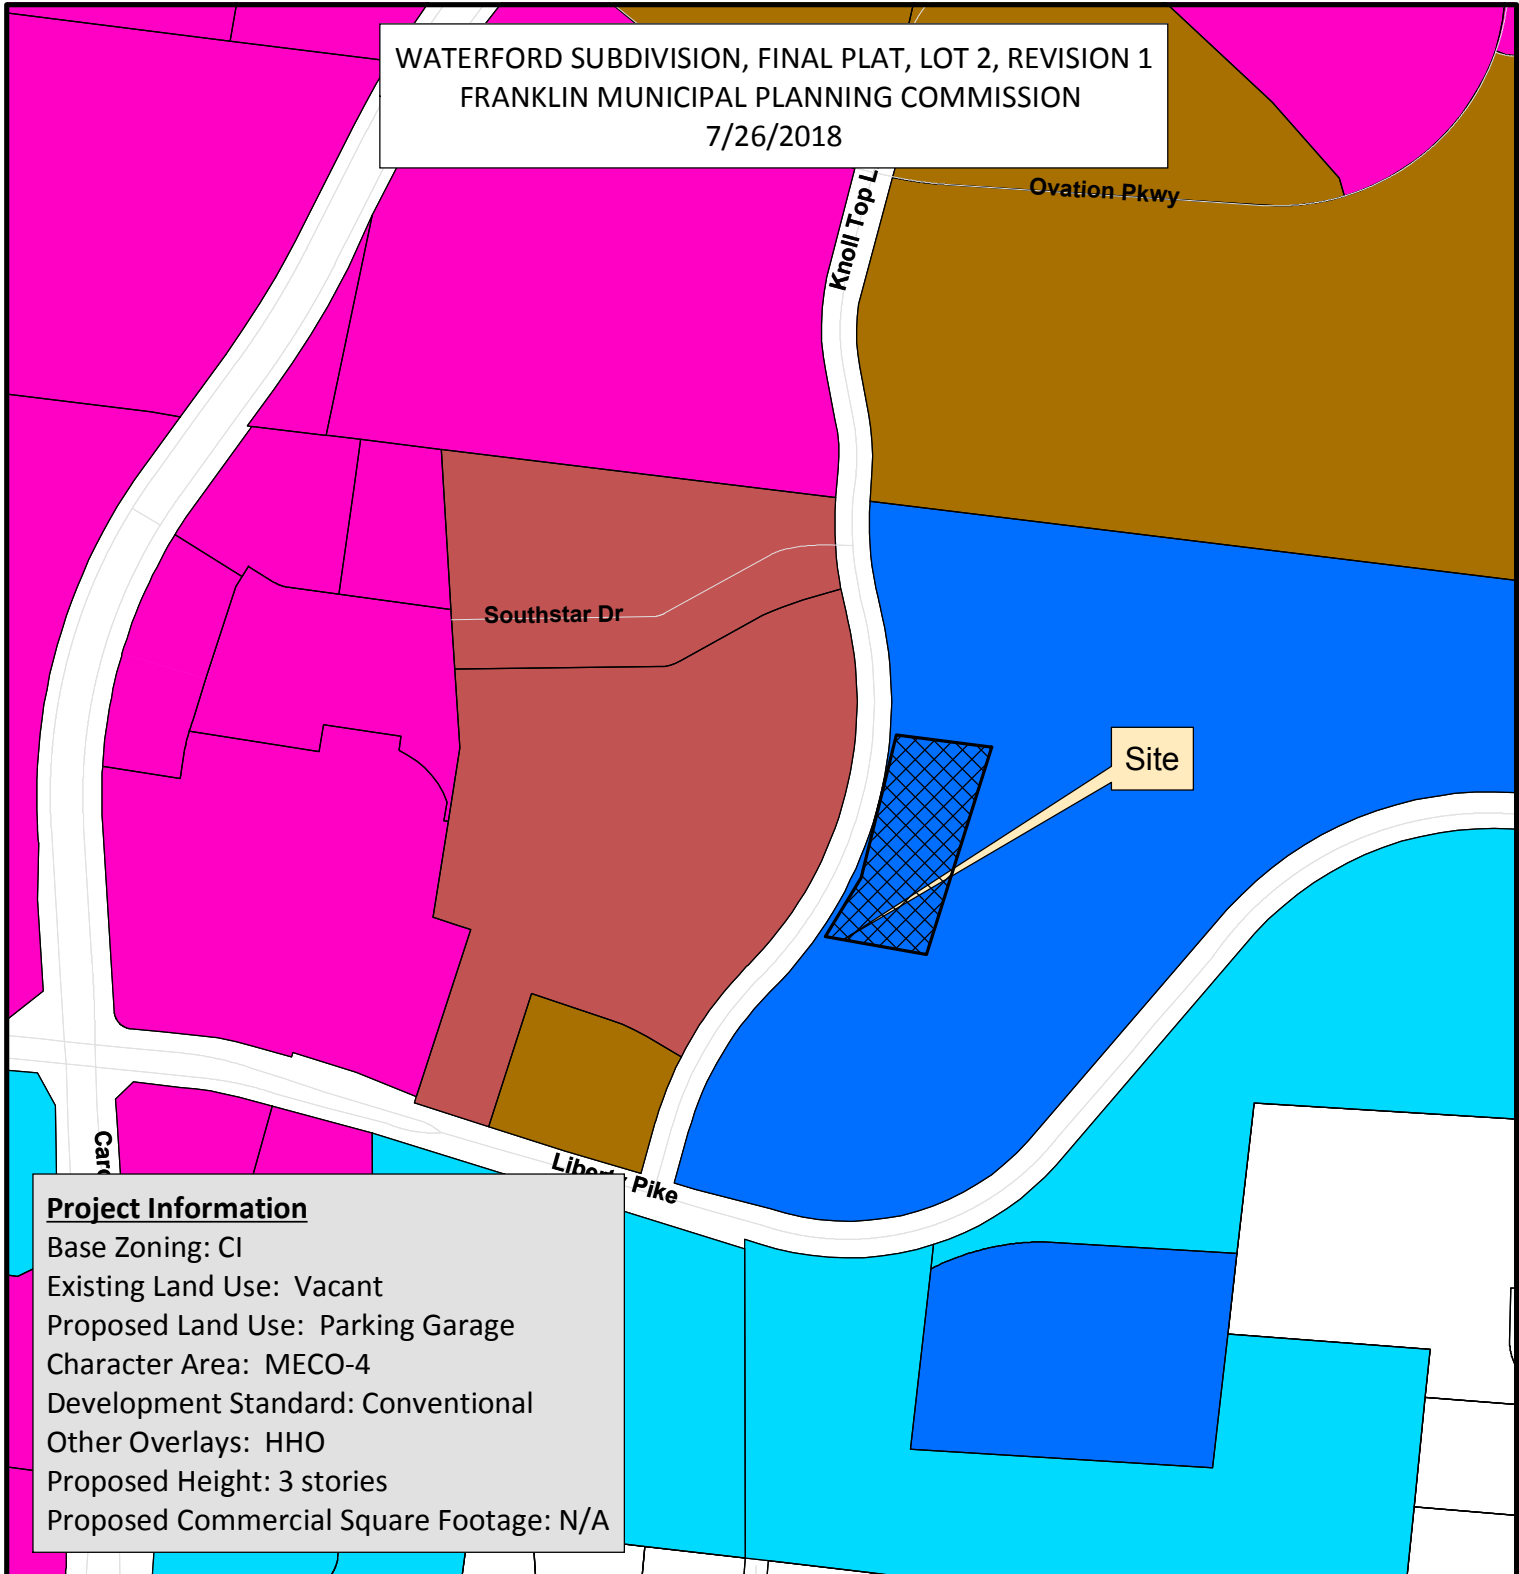 WATERFORD SUBDIVISION, FINAL PLAT, LOT 2, REVISION 1
FRANKLIN MUNICIPAL PLANNING COMMISSION
7/26/2018
Ovation Pkwy
Knoll Top L
Southstar Dr
Site
Liberty Pike
Project Information
Base Zoning: CI
Existing Land Use: Vacant
Proposed Land Use: Parking Garage
Character Area: MECO-4
Development Standard: Conventional
Other Overlays: HHO
Proposed Height: 3 stories
Proposed Commercial Square Footage: N/A